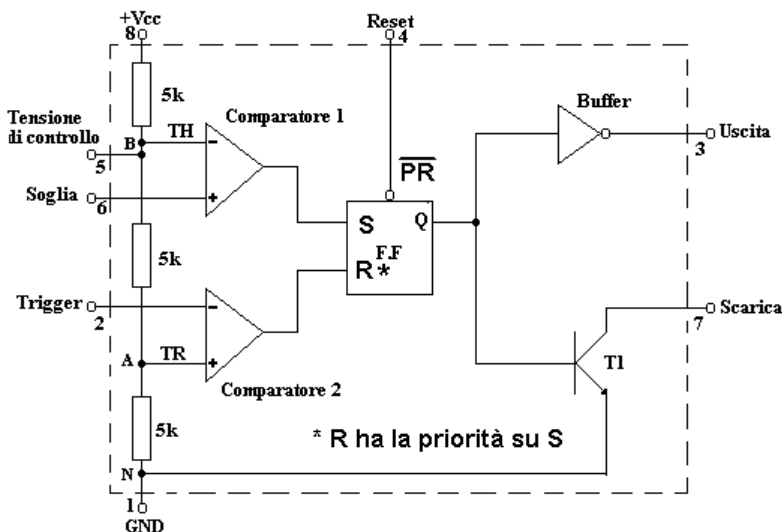 +Vcc
8
Reset
4
5k
Tensione
di controllo
5
B
TH
Comparatore 1
-
+
Buffer
Uscita
3
PR
Soglia
6
S
Q
F.F
R*
5k
Trigger
2
-
+
A
TR
Comparatore 2
Scarica
7
T1
5k
* R ha la priorità su S
N
1
GND